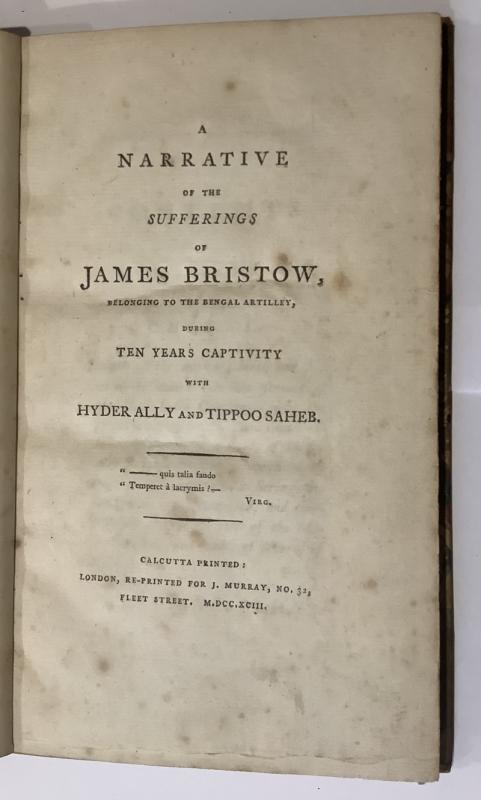 A
NARRATIVE
OF THE
SUFFERINGS
OF
JAMES BRISTOW,
BELONGING TO THE BENGAL ARTILLEY,
DURING
TEN YEARS CAPTIVITY
WITH
HYDER ALLY AND TIPPOO SAHEB.
“ ——— quis talia fando
“ Temperet à lacrymis ?—
VIRG.
CALCUTTA PRINTED:
LONDON, RE-PRINTED FOR J. MURRAY, NO. 32,
FLEET STREET. M.DCC.XCIII.